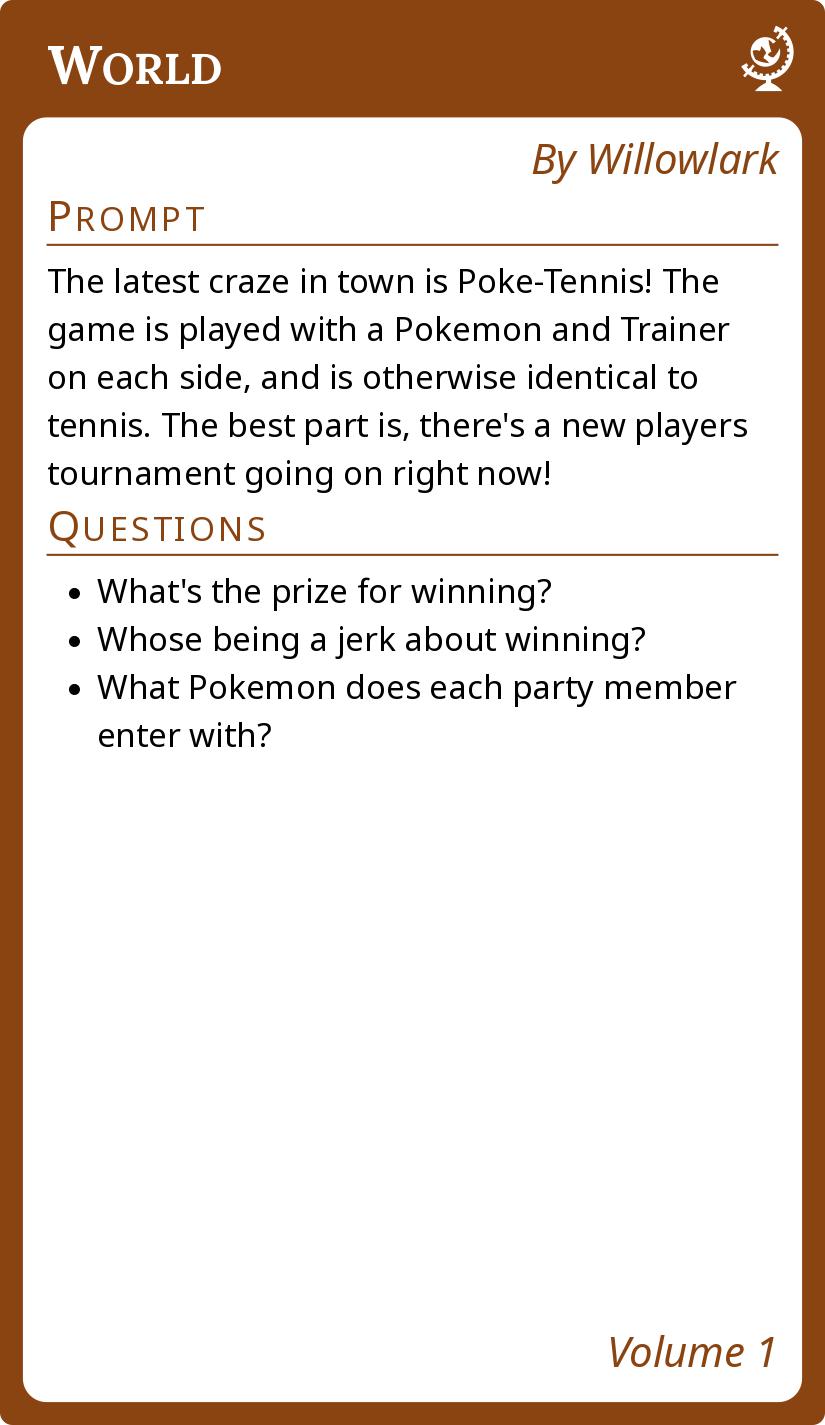 World
By Willowlark
Prompt
The latest craze in town is Poke-Tennis! The
game is played with a Pokemon and Trainer
on each side, and is otherwise identical to
tennis. The best part is, there's a new players
tournament going on right now!
Questions
• What's the prize for winning?
• Whose being a jerk about winning?
• What Pokemon does each party member
enter with?
Volume 1